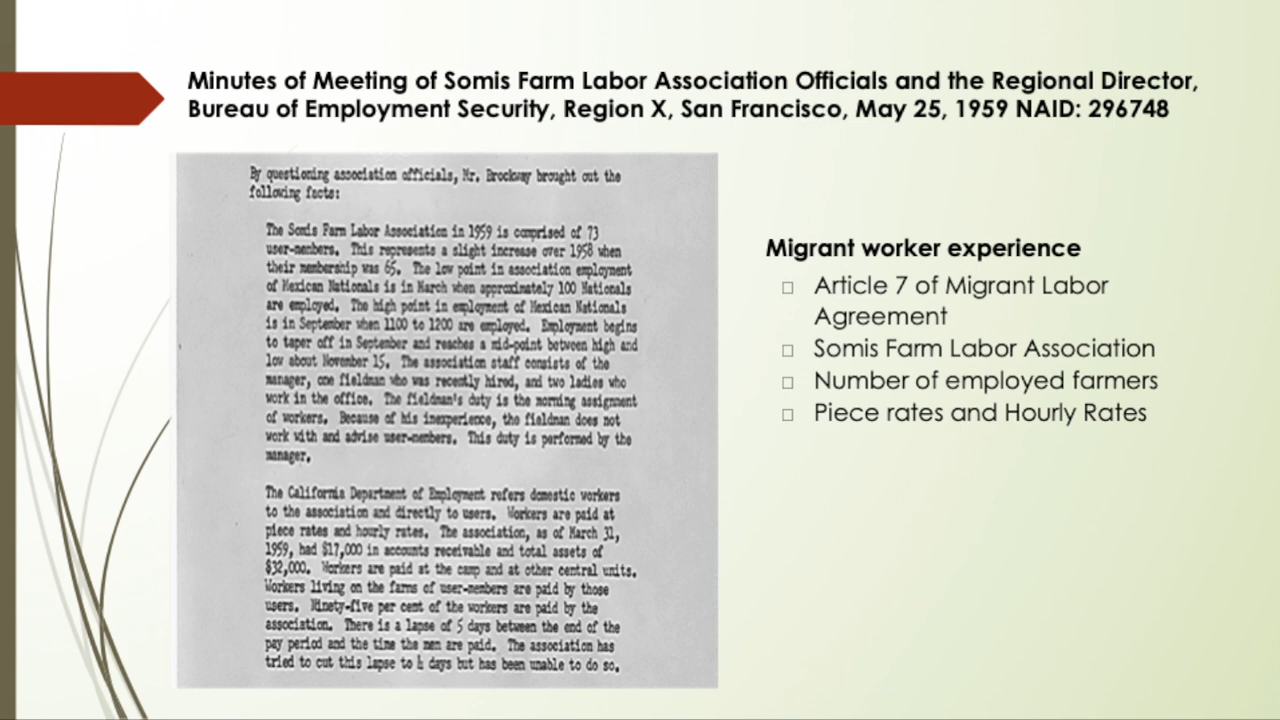 Minutes of Meeting of Somis Farm Labor Association Officials and the Regional Director,
Bureau of Employment Security, Region X, San Francisco, May 25, 1959 NAID: 296748
By questioning association officials, Mr. Brockway brought out the
following facts:
The Somis Farm Labor Association in 1959 is comprised of 73
user-members. This represents a slight increase over 1958 when
their membership was 65. The low point in association employment
of Mexican Nationals is in March when approximately 100 Nationals
are employed. The high point in employment of Mexican Nationals
is in September when 1100 to 1200 are employed. Employment begins
to taper off in September and reaches a mid-point between high and
low about November 15. The association staff consists of the
manager, one fieldman who was recently hired, and two ladies who
work in the office. The fieldman's duty is the morning assignment
of workers. Because of his inexperience, the fieldman does not
work with and advise user-members. This duty is performed by the
manager.
The California Department of Employment refers domestic workers
to the association and directly to users. Workers are paid at
piece rates and hourly rates. The association, as of March 31,
1959, had $17,000 in accounts receivable and total assets of
$32,000. Workers are paid at the camp and at other central units.
Workers living on the farms of user-members are paid by those
users. Ninety-five per cent of the workers are paid by the
association. There is a lapse of 5 days between the end of the
pay period and the time the men are paid. The association has
tried to cut this lapse to 4 days but has been unable to do so.
Migrant worker experience
Article 7 of Migrant Labor
Agreement
Somis Farm Labor Association
Number of employed farmers
Piece rates and Hourly Rates